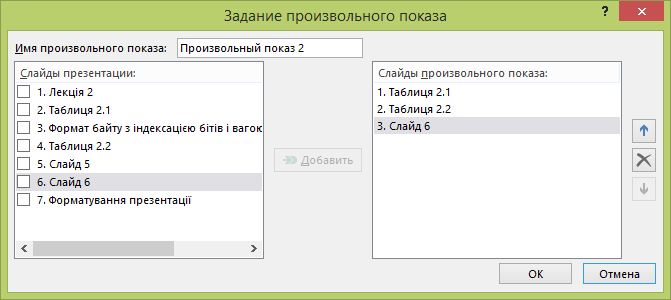 Задание произвольного показа
?
Имя произвольного показа: Произвольный показ 2
Слайды презентации:
1. Лекція 2
2. Таблиця 2.1
3. Формат байту з індексацією бітів і вагок
4. Таблиця 2.2
5. Слайд 5
6. Слайд 6
7. Форматування презентації
Добавить
Слайды произвольного показа:
1. Таблиця 2.1
2. Таблиця 2.2
3. Слайд 6
ОК
Отмена